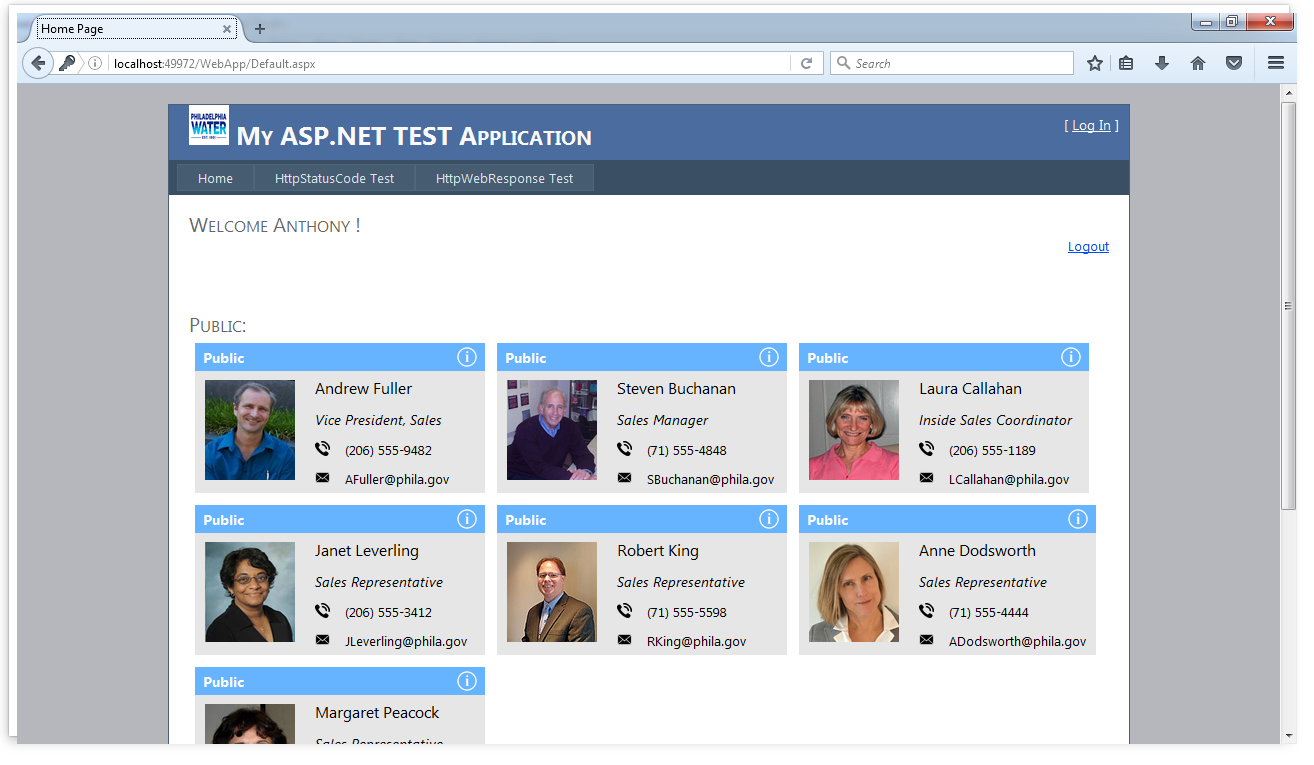 Home Page
localhost:49972/WebApp/Default.aspx
Search
PHILADELPHIA
WATER
EST. 1801
My ASP.NET TEST Application
[ Log In ]
Home HttpStatusCode Test HttpWebResponse Test
Welcome Anthony !
Logout
Public:
Public
Andrew Fuller
Vice President, Sales
(206) 555-9482
AFuller@phila.gov
Public
Steven Buchanan
Sales Manager
(71) 555-4848
SBuchanan@phila.gov
Public
Laura Callahan
Inside Sales Coordinator
(206) 555-1189
LCallahan@phila.gov
Public
Janet Leverling
Sales Representative
(206) 555-3412
JLeverling@phila.gov
Public
Robert King
Sales Representative
(71) 555-5598
RKing@phila.gov
Public
Anne Dodsworth
Sales Representative
(71) 555-4444
ADodsworth@phila.gov
Public
Margaret Peacock
Sales Representative